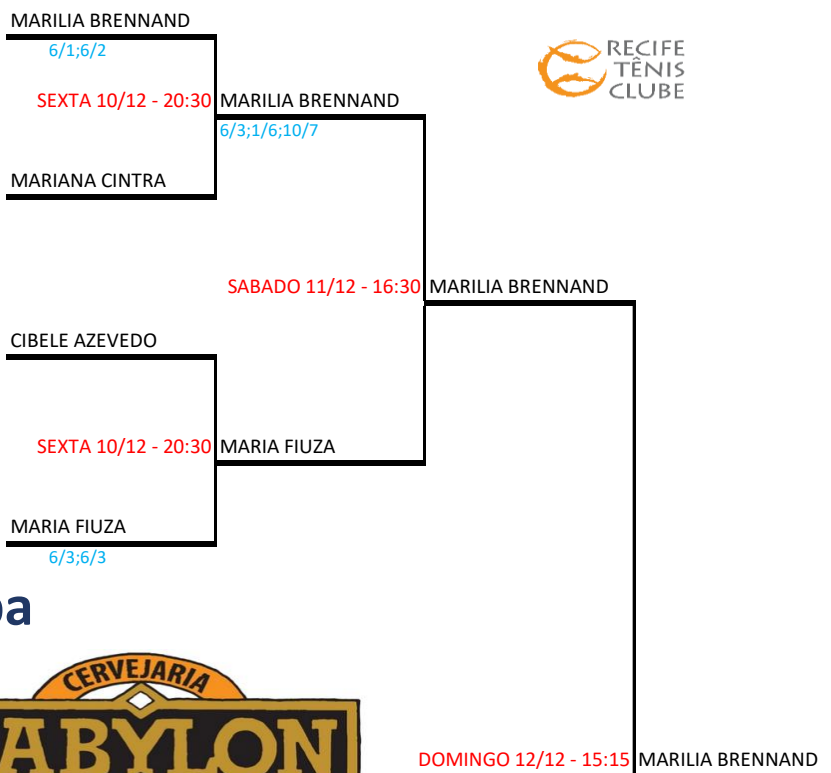 MARILIA BRENNAND
6/1;6/2
RECIFE
TÊNIS
CLUBE
SEXTA 10/12 - 20:30 MARILIA BRENNAND
6/3;1/6;10/7
MARIANA CINTRA
SABADO 11/12 - 16:30 MARILIA BRENNAND
CIBELE AZEVEDO
SEXTA 10/12 - 20:30 MARIA FIUZA
MARIA FIUZA
6/3;6/3
pa
CERVEJARIA
ABYLON
DOMINGO 12/12 - 15:15 MARILIA BRENNAND